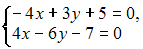 −4x + 3y + 5 = 0,
4x − 6y − 7 = 0